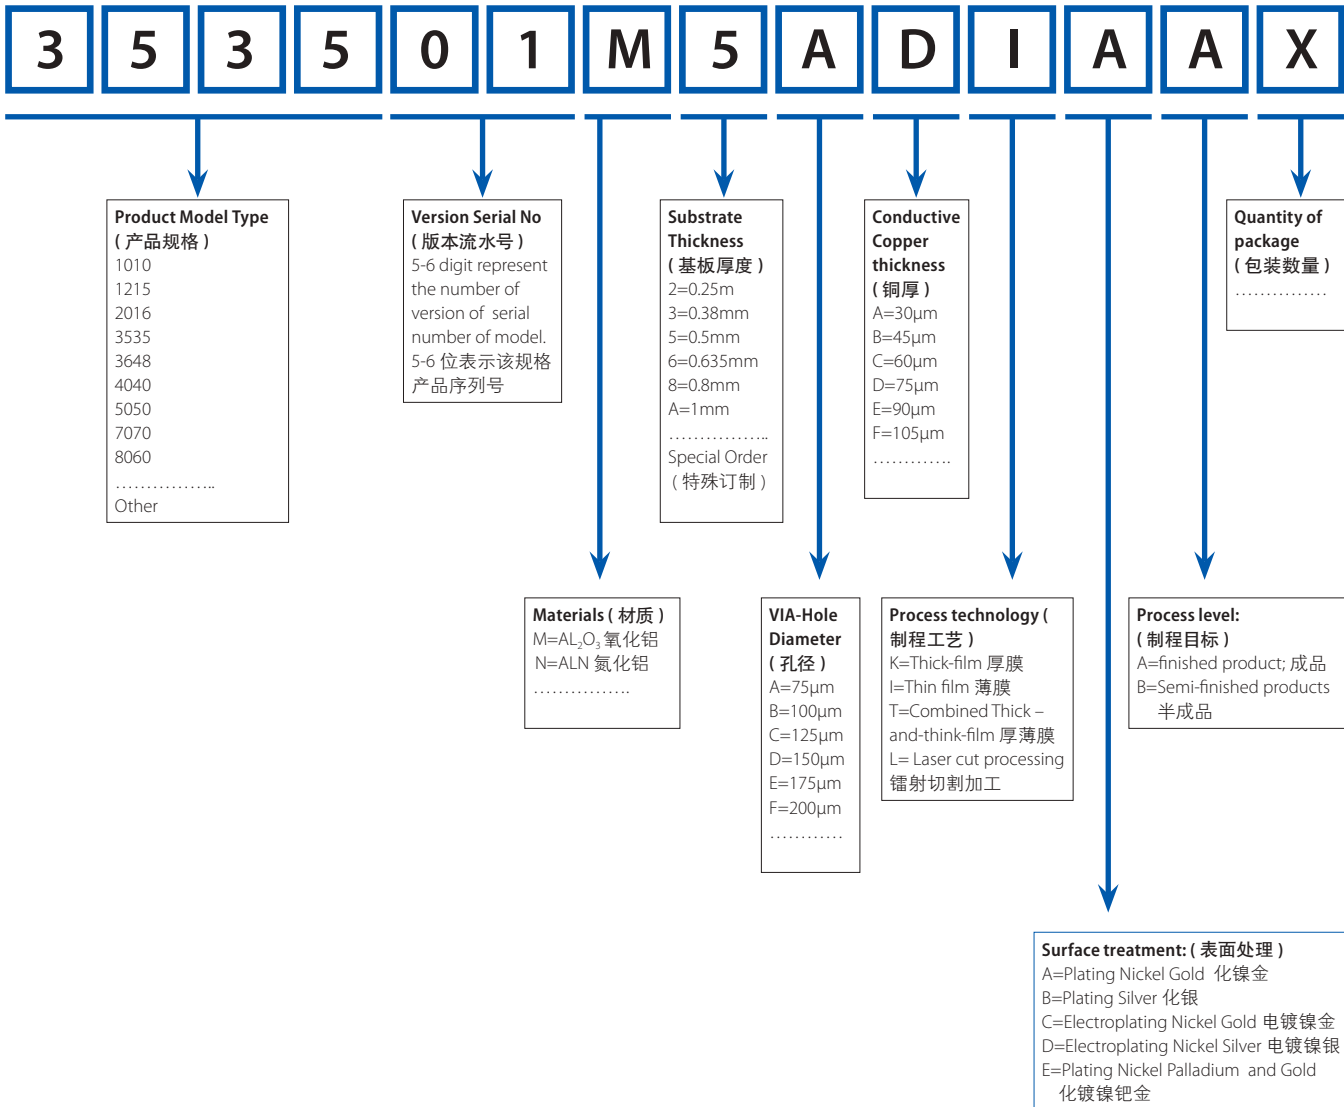 3 5 3 5 0 1 M 5 A D I A A X
Product Model Type
( 产品规格 )
1010
1215
2016
3535
3648
4040
5050
7070
8060
……………..
Other
Version Serial No
( 版本流水号 )
5-6 digit represent
the number of
version of serial
number of model.
5-6 位表示该规格
产品序列号
Substrate
Thickness
( 基板厚度 )
2=0.25m
3=0.38mm
5=0.5mm
6=0.635mm
8=0.8mm
A=1mm
……………..
Special Order
( 特殊订制 )
Conductive
Copper
thickness
( 铜厚 )
A=30µm
B=45µm
C=60µm
D=75µm
E=90µm
F=105µm
………….
Quantity of
package
( 包装数量 )
……………
Materials ( 材质 )
M=AL₂O₃ 氧化铝
N=ALN 氮化铝
…………….
VIA-Hole
Diameter
( 孔径 )
A=75µm
B=100µm
C=125µm
D=150µm
E=175µm
F=200µm
…………
Process technology (
制程工艺 )
K=Thick-film 厚膜
I=Thin film 薄膜
T=Combined Thick –
and-think-film 厚薄膜
L= Laser cut processing
镭射切割加工
Process level:
( 制程目标 )
A=finished product; 成品
B=Semi-finished products
半成品
Surface treatment: ( 表面处理 )
A=Plating Nickel Gold 化镍金
B=Plating Silver 化银
C=Electroplating Nickel Gold 电镀镍金
D=Electroplating Nickel Silver 电镀镍银
E=Plating Nickel Palladium and Gold
化镀镍钯金